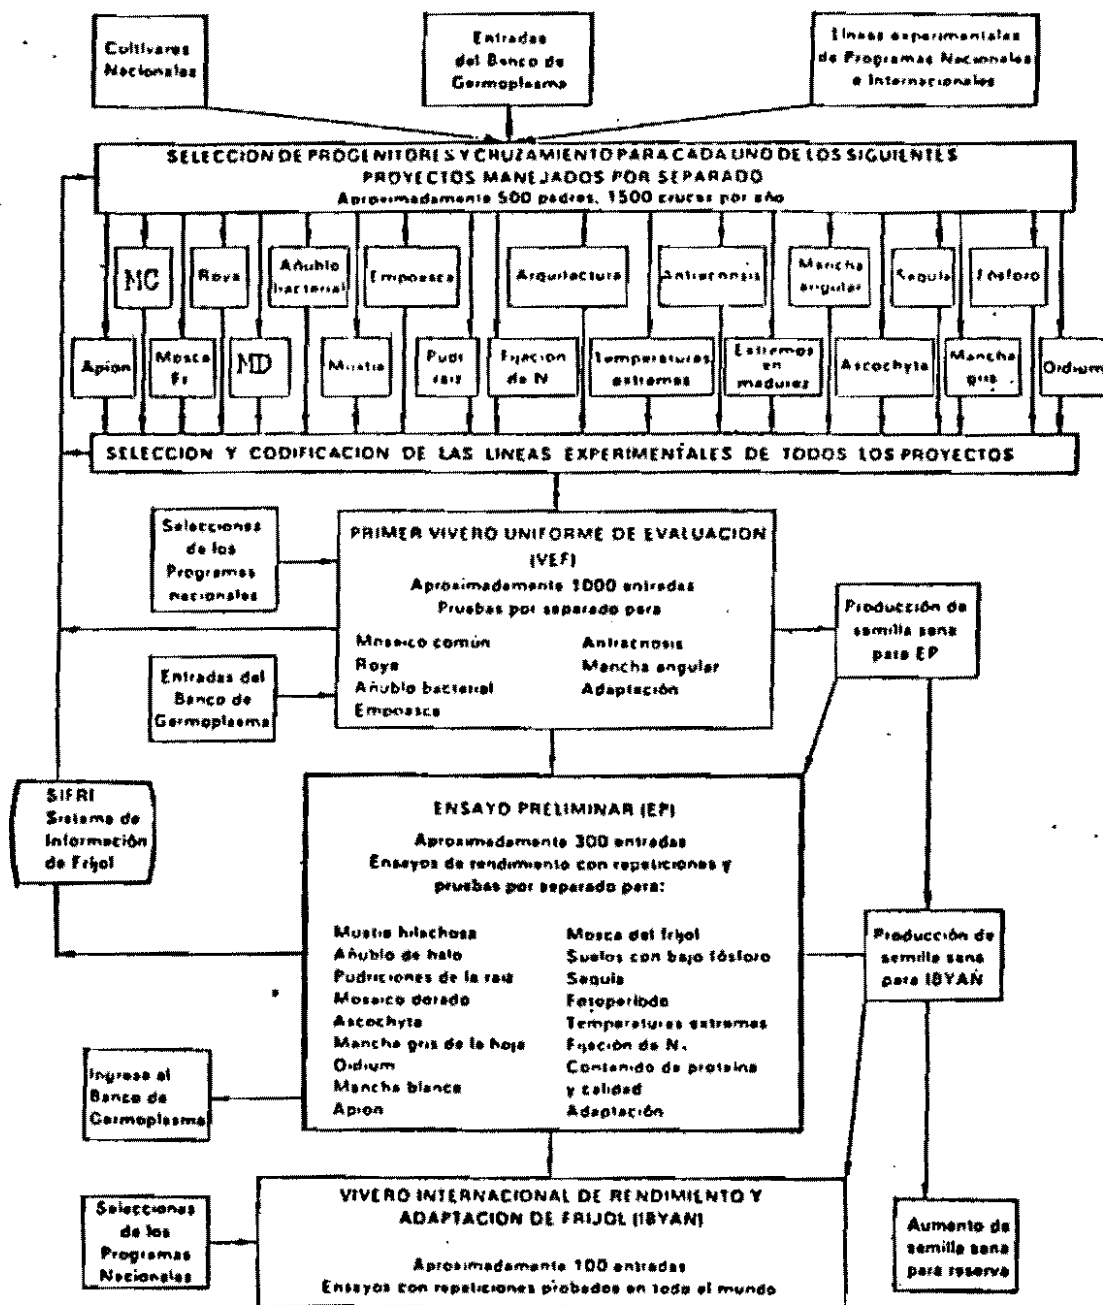 Cultivares
Nacionales
Entradas
del Banco de
Germoplasma
Líneas experimentales
de Programas Nacionales
e Internacionales
SELECCION DE PROGENITORES Y CRUZAMIENTO PARA CADA UNO DE LOS SIGUIENTES
PROYECTOS MANEJADOS POR SEPARADO
Aproximadamente 500 padres, 1500 cruces por año
MC
Roya
Añublo
bacterial
Empoasca
Arquitectura
Antracnosis
Mancha
angular
Sequía
Fósforo
Apion
Mosca
Fr
MD
Mustia
Pudr
raíz
Fijación
de N
Temperaturas
extremas
Extremos
en
madurez
Ascochyta
Mancha
gris
Oidium
SELECCION Y CODIFICACION DE LAS LINEAS EXPERIMENTALES DE TODOS LOS PROYECTOS
Selecciones
de los
Programas
nacionales
PRIMER VIVERO UNIFORME DE EVALUACION
(VEF)
Aproximadamente 1000 entradas
Pruebas por separado para
Mosaico común
Roya
Añublo bacterial
Empoasca
Antracnosis
Mancha angular
Adaptación
Entradas del
Banco de
Germoplasma
Producción de
semilla sana
para EP
SIFRI
Sistema de
Información
de Frijol
ENSAYO PRELIMINAR (EP)
Aproximadamente 300 entradas
Ensayos de rendimiento con repeticiones y
pruebas por separado para:
Mustia hilachosa
Añublo de halo
Pudriciones de la raíz
Mosaico dorado
Ascochyta
Mancha gris de la hoja
Oidium
Mancha blanca
Apion
Mosca del frijol
Suelos con bajo fósforo
Sequía
Fotoperíodo
Temperaturas extremas
Fijación de N.
Contenido de proteína
y calidad
Adaptación
Producción de
semilla sana
para IBYAN
Ingreso al
Banco de
Germoplasma
Selecciones
de los
Programas
Nacionales
VIVERO INTERNACIONAL DE RENDIMIENTO Y
ADAPTACION DE FRIJOL (IBYAN)
Aproximadamente 100 entradas
Ensayos con repeticiones probados en todo el mundo
Aumento de
semilla sana
para reserva